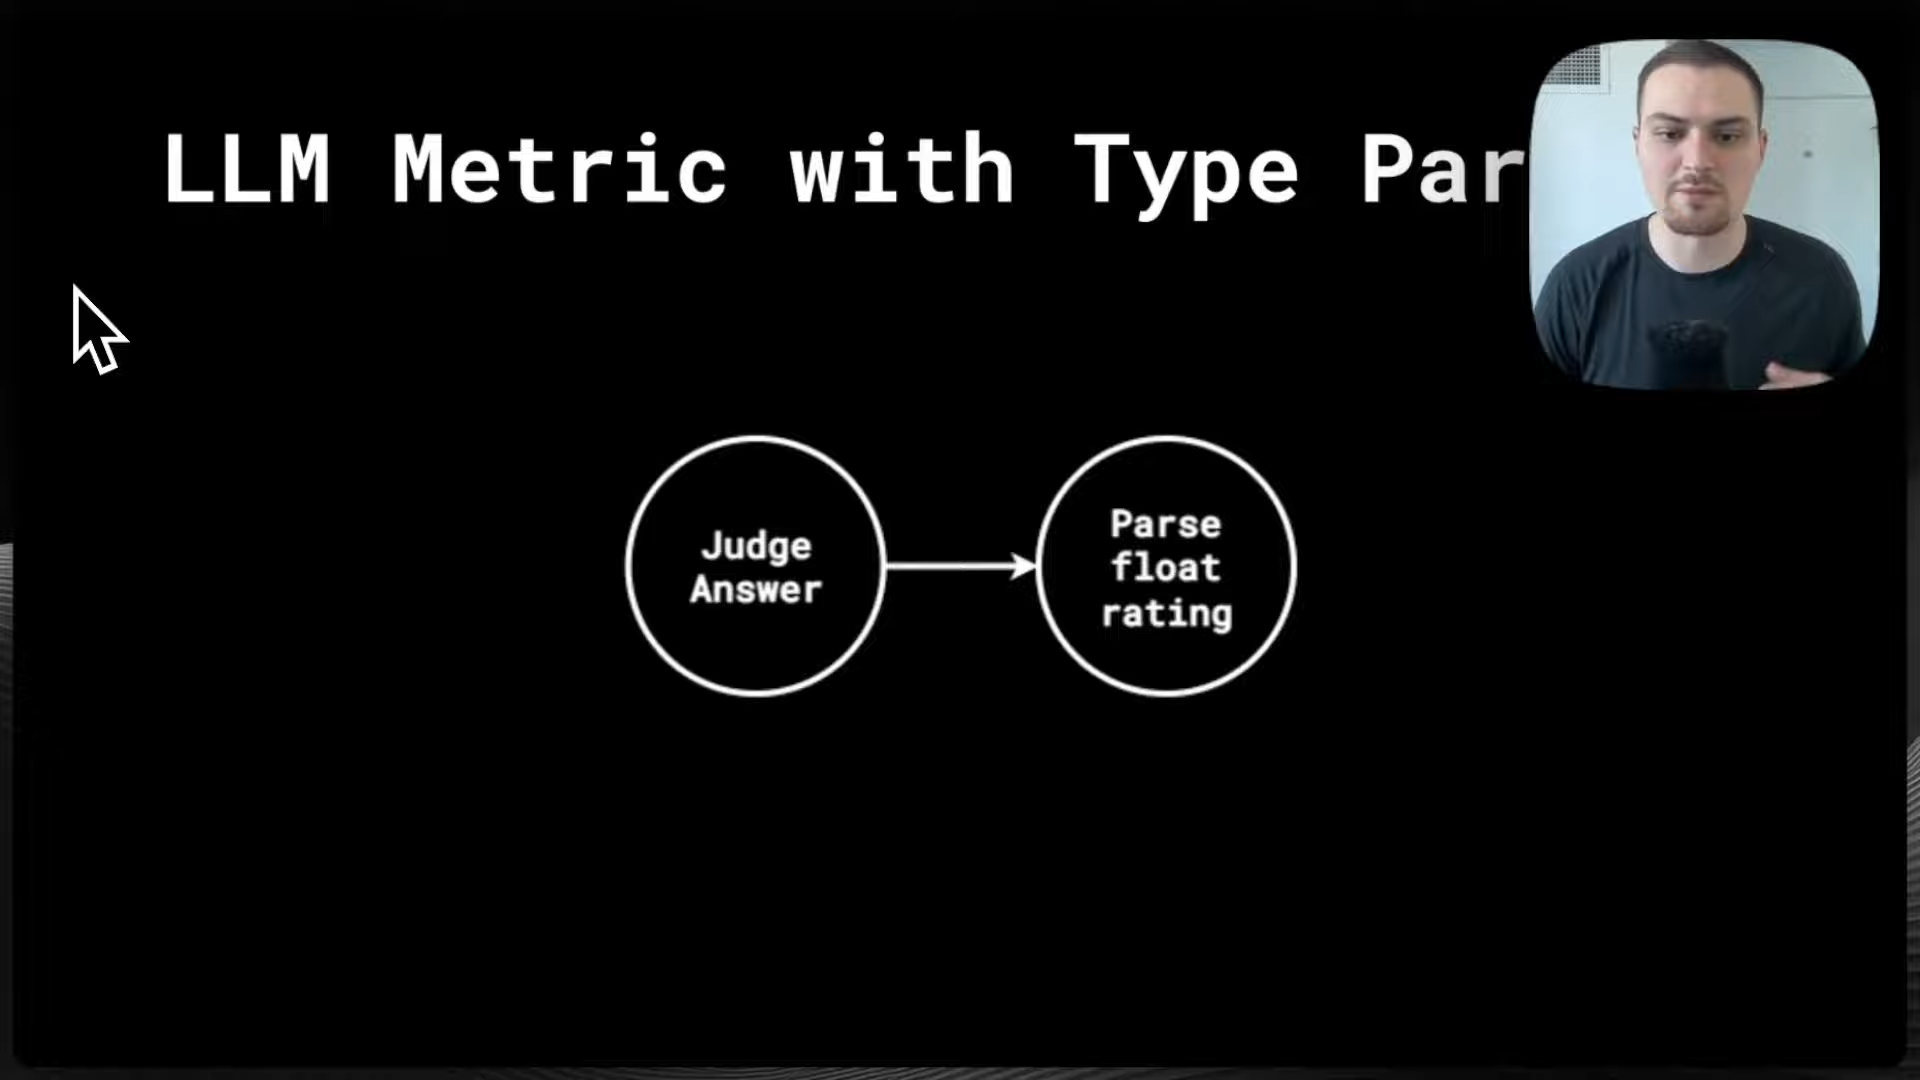 LLM Metric with Type Par
Judge
Answer
Parse
float
rating